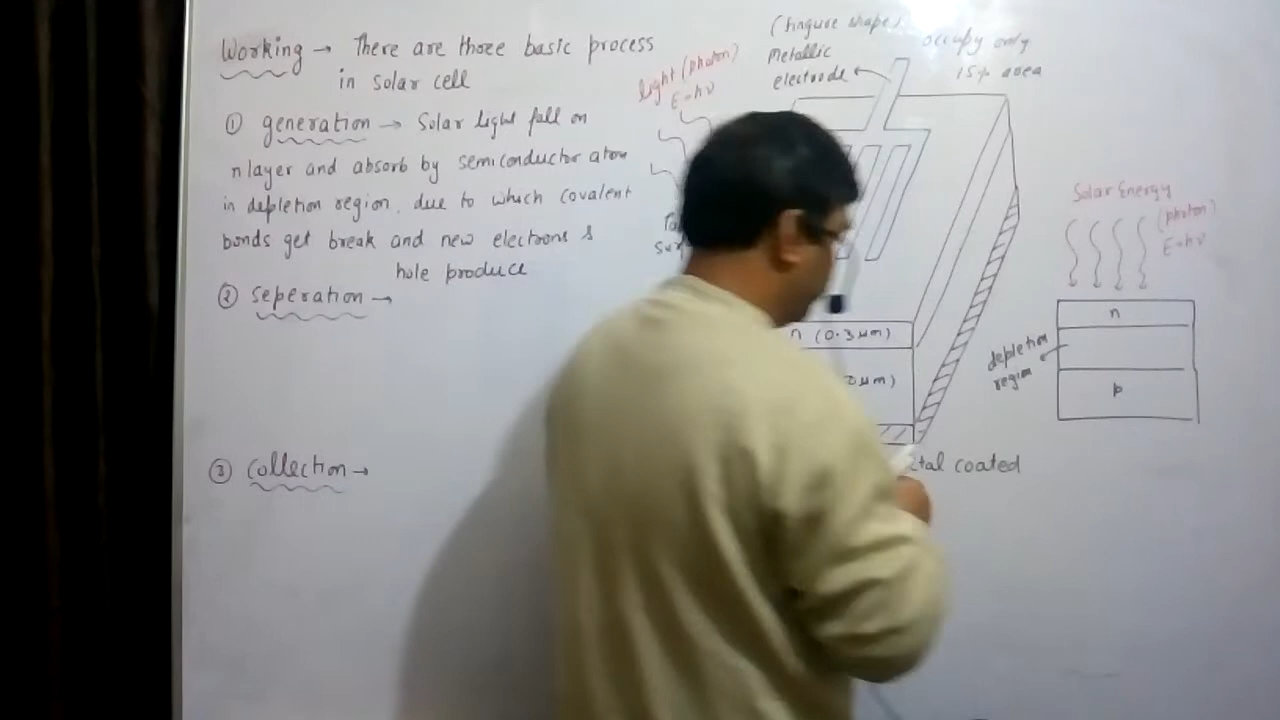 Working → There are three basic process
in solar cell
① generation → Solar light fall on
n layer and absorb by semiconductor atom
in depletion region, due to which covalent
bonds get break and new electrons &
hole produce
② seperation →
③ collection →
light (photon)
E=hν
(fingure shape)
Metallic
electrode
occupy only
15% area
n (0.3μm)
μm)
coated
Solar Energy
(photon)
E=hν
n
depletion
region
p